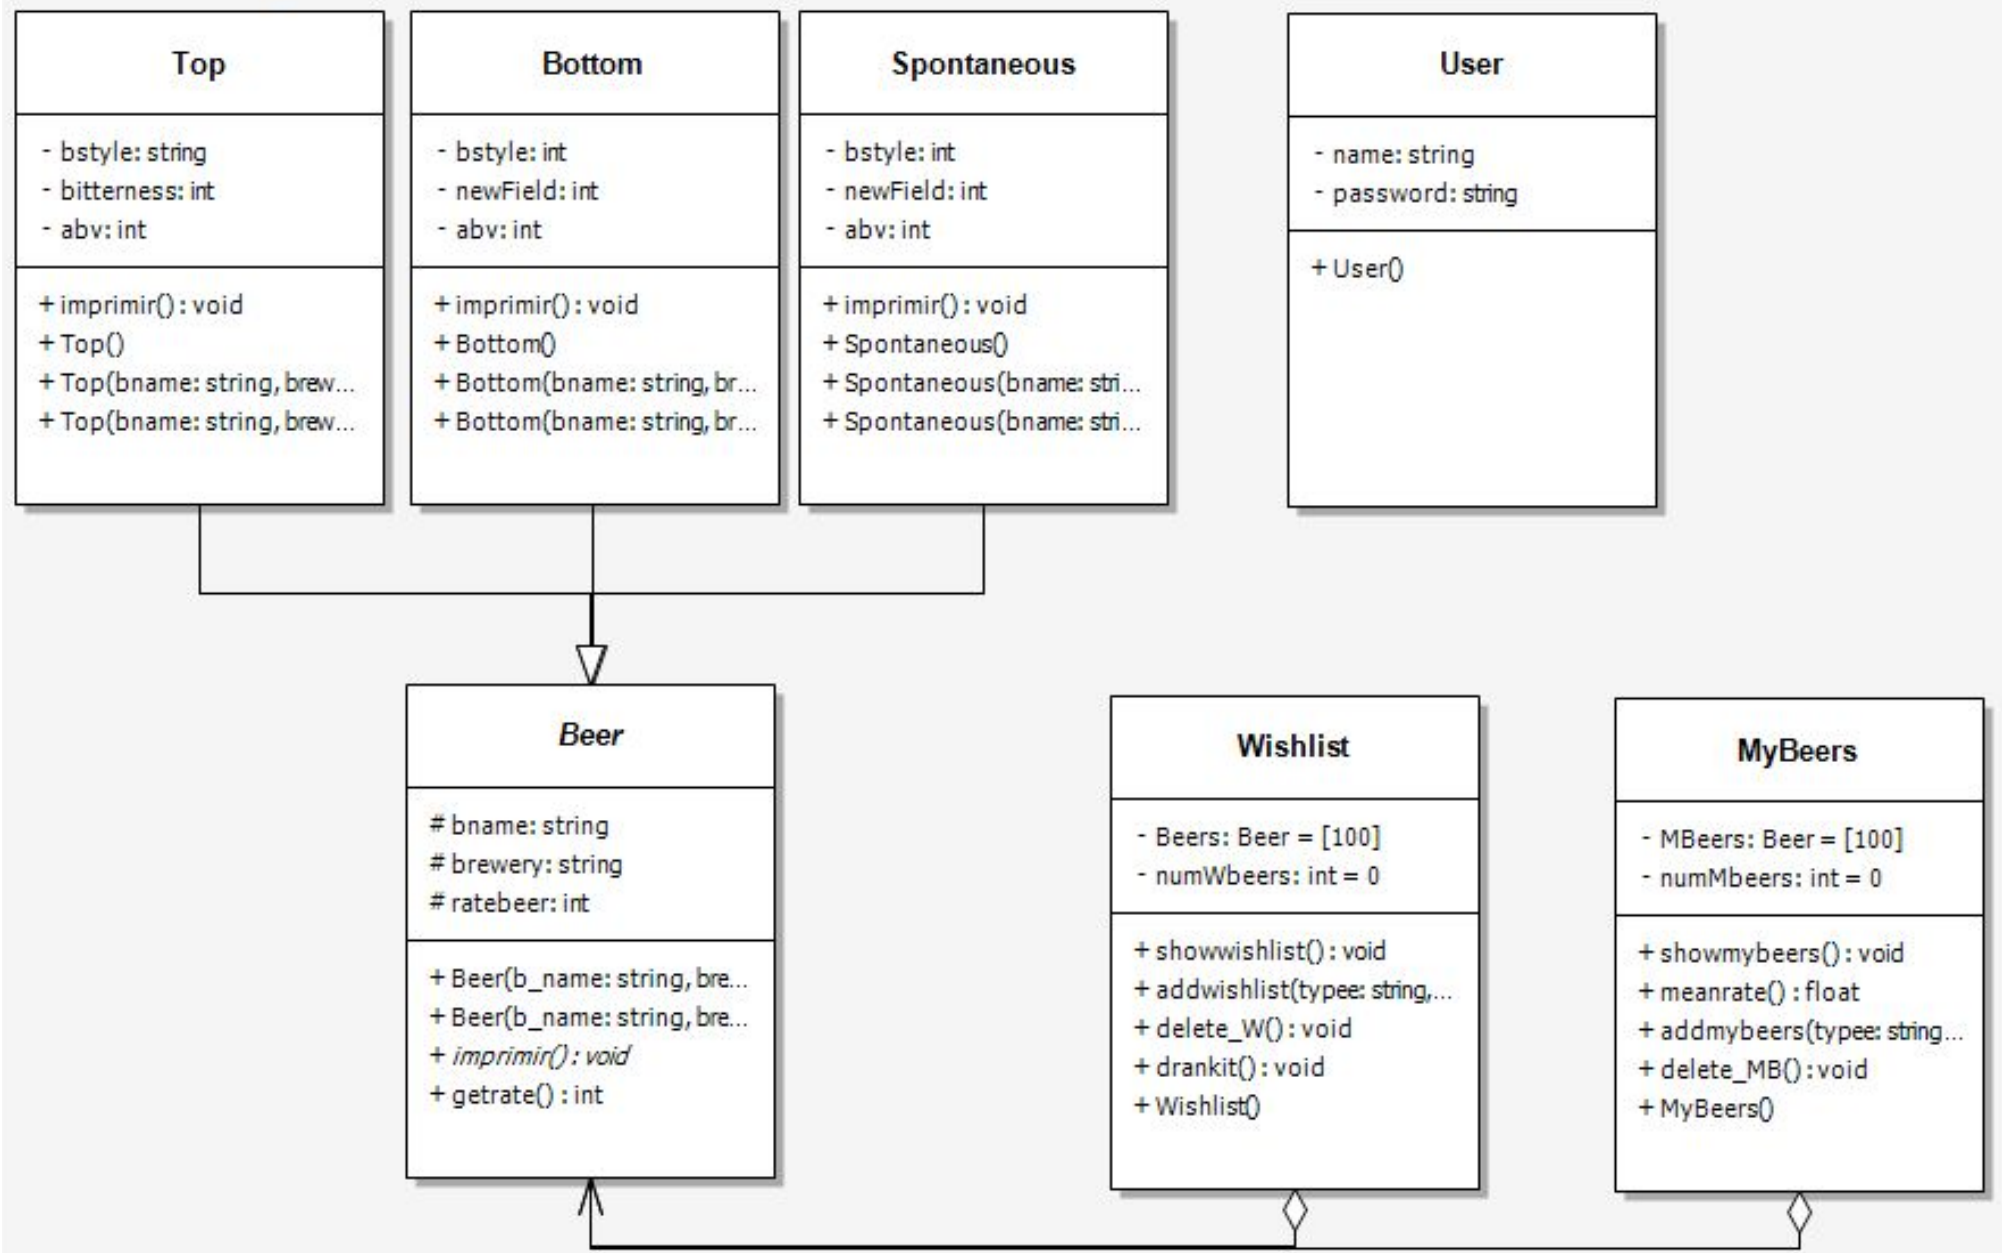 Top
- bstyle: string
- bitterness: int
- abv: int
+ imprimir() : void
+ Top()
+ Top(bname: string, brew...
+ Top(bname: string, brew...
Bottom
- bstyle: int
- newField: int
- abv: int
+ imprimir() : void
+ Bottom()
+ Bottom(bname: string, br...
+ Bottom(bname: string, br...
Spontaneous
- bstyle: int
- newField: int
- abv: int
+ imprimir() : void
+ Spontaneous()
+ Spontaneous(bname: stri...
+ Spontaneous(bname: stri...
User
- name: string
- password: string
+ User()
Beer
# bname: string
# brewery: string
# ratebeer: int
+ Beer(b_name: string, bre...
+ Beer(b_name: string, bre...
+ imprimir() : void
+ getrate() : int
Wishlist
- Beers: Beer = [100]
- numWbeers: int = 0
+ showwishlist() : void
+ addwishlist(typee: string,...
+ delete_W() : void
+ drankit() : void
+ Wishlist()
MyBeers
- MBeers: Beer = [100]
- numMbeers: int = 0
+ showmybeers() : void
+ meanrate() : float
+ addmybeers(typee: string...
+ delete_MB() : void
+ MyBeers()